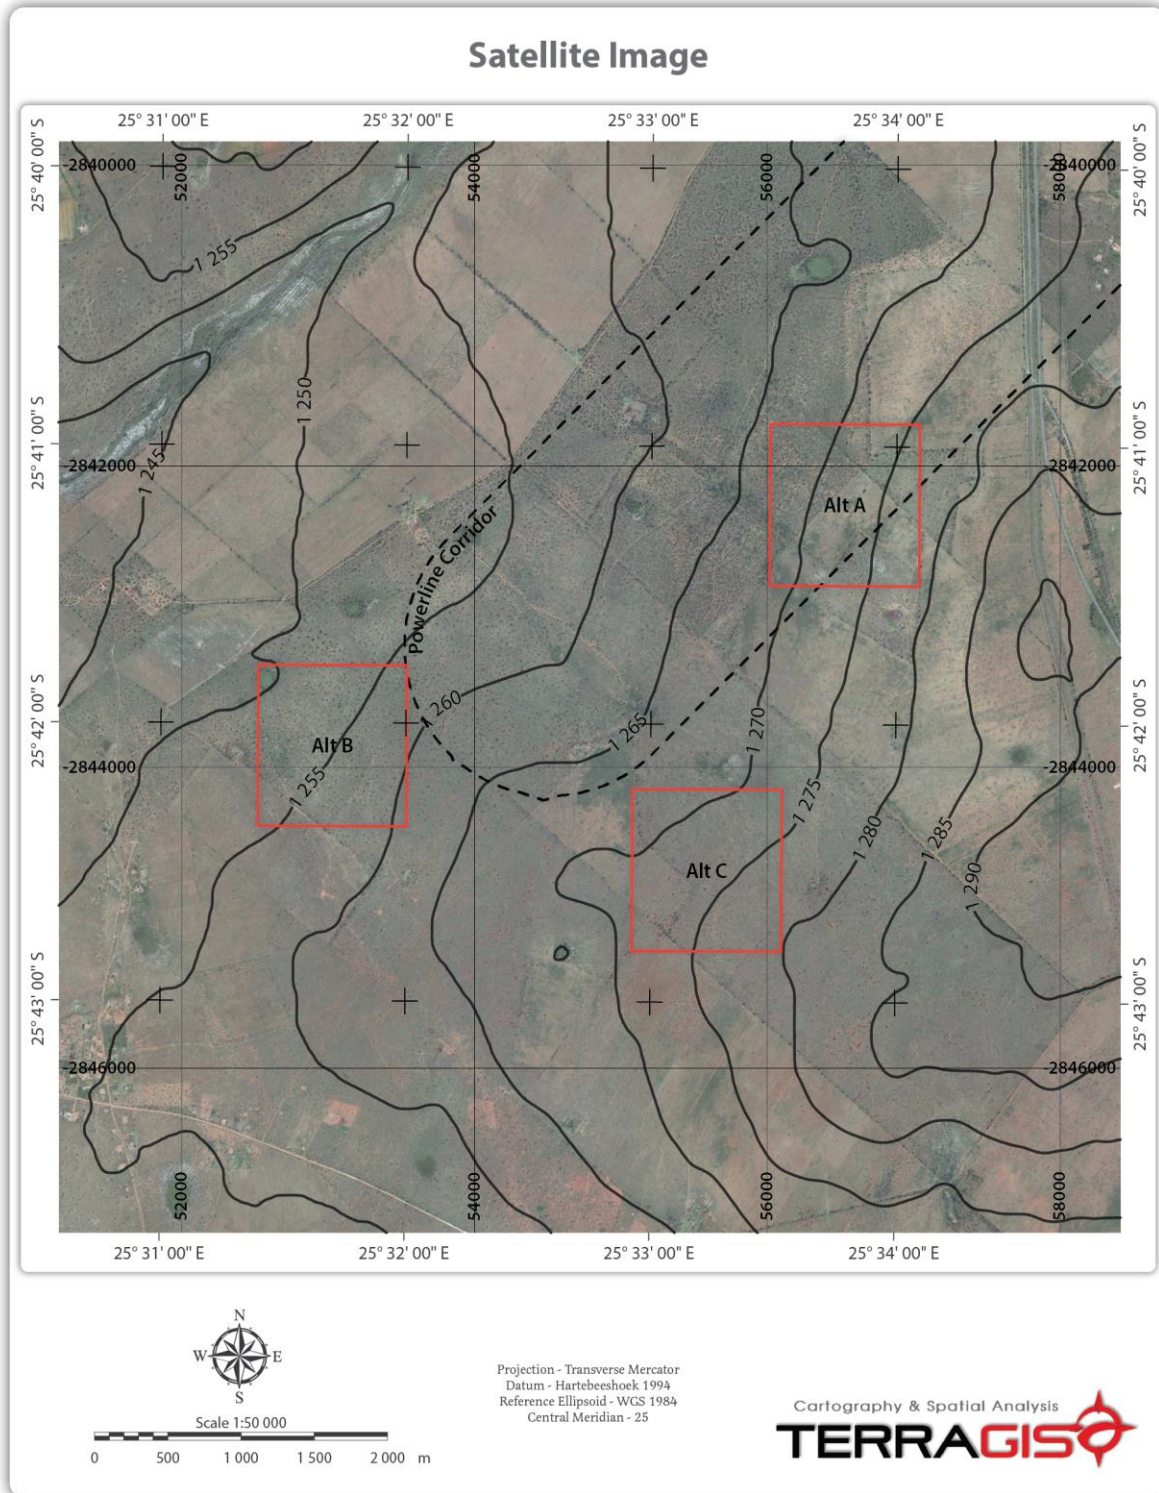 Satellite Image
25° 31' 00" E
25° 32' 00" E
25° 33' 00" E
25° 34' 00" E
25° 40' 00" S
25° 40' 00" S
-2840000
52000
54000
56000
58000
-2840000
1 255
1 250
25° 41' 00" S
25° 41' 00" S
1 245
-2842000
-2842000
Alt A
Powerline Corridor
25° 42' 00" S
25° 42' 00" S
1 260
1 265
1 270
Alt B
-2844000
-2844000
1 255
1 275
1 280
1 285
Alt C
1 290
25° 43' 00" S
25° 43' 00" S
-2846000
-2846000
52000
54000
56000
58000
25° 31' 00" E
25° 32' 00" E
25° 33' 00" E
25° 34' 00" E
N
W
E
S
Scale 1:50 000
0 500 1 000 1 500 2 000 m
Projection - Transverse Mercator
Datum - Hartebeeshoek 1994
Reference Ellipsoid - WGS 1984
Central Meridian - 25
Cartography & Spatial Analysis
TERRAGIS